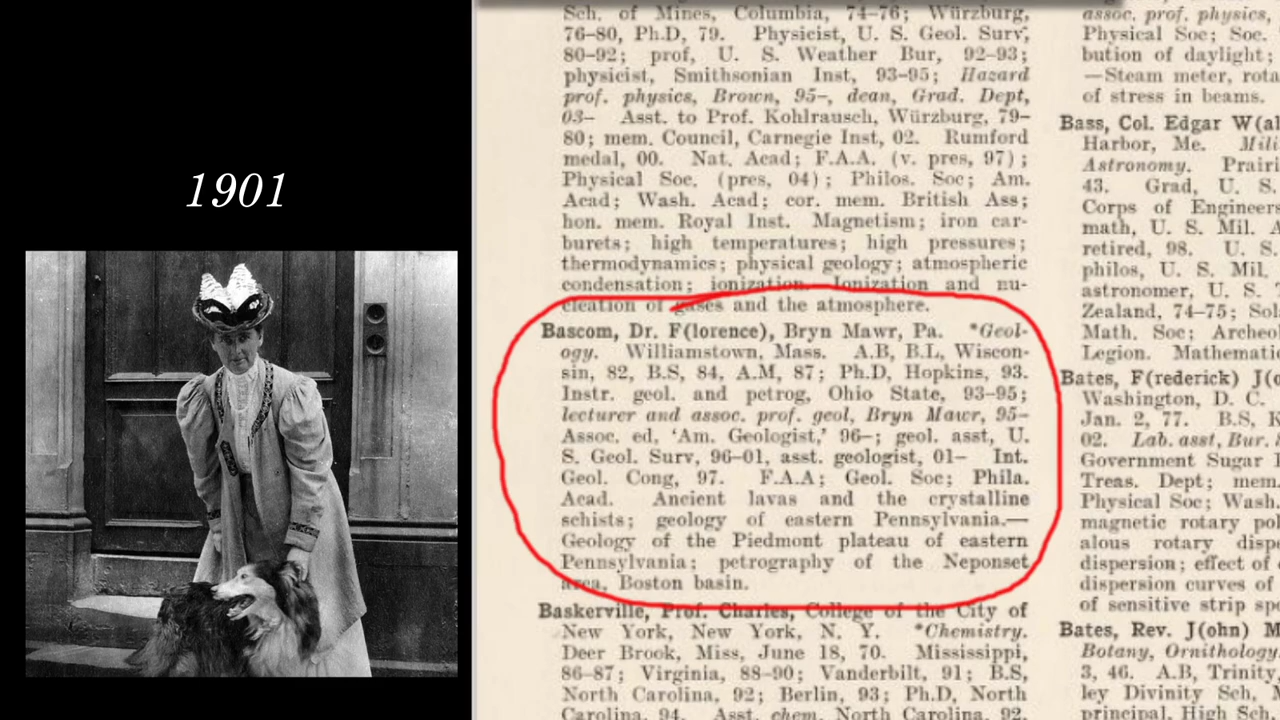 1901
Sch. of Mines, Columbia, 74–76; Würzburg,
76–80, Ph.D, 79. Physicist, U. S. Geol. Surv,
80–92; prof, U. S. Weather Bur, 92–93;
physicist, Smithsonian Inst, 93–95; Hazard
prof. physics, Brown, 95–, dean, Grad. Dept,
03– Asst. to Prof. Kohlrausch, Würzburg, 79–
80; mem. Council, Carnegie Inst, 02. Rumford
medal, 00. Nat. Acad; F.A.A. (v. pres, 97);
Physical Soc. (pres, 04); Philos. Soc; Am.
Acad; Wash. Acad; cor. mem. British Ass;
hon. mem. Royal Inst. Magnetism; iron car-
burets; high temperatures; high pressures;
thermodynamics; physical geology; atmospheric
condensation; ionization. Ionization and nu-
cleation of gases and the atmosphere.
Bascom, Dr. F(lorence), Bryn Mawr, Pa. *Geol-
ogy. Williamstown, Mass. A.B, B.L, Wiscon-
sin, 82, B.S, 84, A.M, 87; Ph.D, Hopkins, 93.
Instr. geol. and petrog, Ohio State, 93–95;
lecturer and assoc. prof. geol, Bryn Mawr, 95–
Assoc. ed, ‘Am. Geologist,’ 96–; geol. asst, U.
S. Geol. Surv, 96–01, asst. geologist, 01– Int.
Geol. Cong, 97. F.A.A; Geol. Soc; Phila.
Acad. Ancient lavas and the crystalline
schists; geology of eastern Pennsylvania.—
Geology of the Piedmont plateau of eastern
Pennsylvania; petrography of the Neponset
area, Boston basin.
Baskerville, Prof. Charles, College of the City of
New York, New York, N. Y. *Chemistry.
Deer Brook, Miss, June 18, 70. Mississippi,
86–87; Virginia, 88–90; Vanderbilt, 91; B.S,
North Carolina, 92; Berlin, 93; Ph.D, North
Carolina, 94. Asst. chem, North Carolina, 92,
assoc. prof. physics,
Physical Soc; Soc.
bution of daylight;
—Steam meter, rota
of stress in beams.
Bass, Col. Edgar W(al
Harbor, Me. Mili
Astronomy. Prairi
43. Grad, U. S.
Corps of Engineers
math, U. S. Mil. A
retired, 98. U. S.
philos, U. S. Mil.
astronomer, U. S.
Zealand, 74–75; Sol
Math. Soc; Archeo
Legion. Mathemati
Bates, F(rederick) J(o
Washington, D. C.
Jan. 2, 77. B.S, K
02. Lab. asst, Bur.
Government Sugar
Treas. Dept; mem.
Physical Soc; Wash.
magnetic rotary po
alous rotary dispe
dispersion; effect of
dispersion curves of
of sensitive strip sp
Bates, Rev. J(ohn) M
Botany, Ornithology.
3, 46. A.B, Trinity,
ley Divinity Sch,
principal, High Sch.